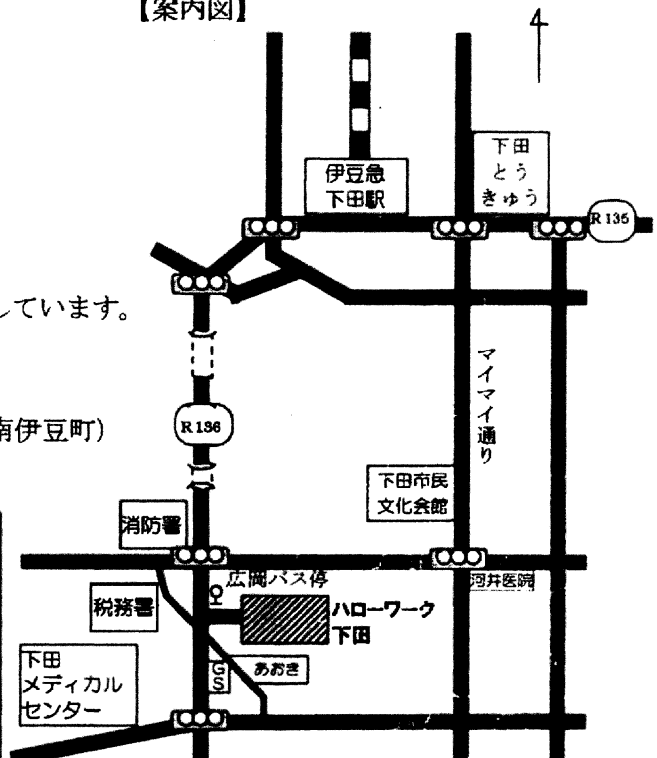 【案内図】
伊豆急
下田駅
下田
とう
きゅう
R 135
しています。
マイマイ通り
R 136
南伊豆町)
下田市民
文化会館
消防署
広岡バス停
河井医院
税務署
ハローワーク
下田
下田
メディカル
センター
GS
あおき